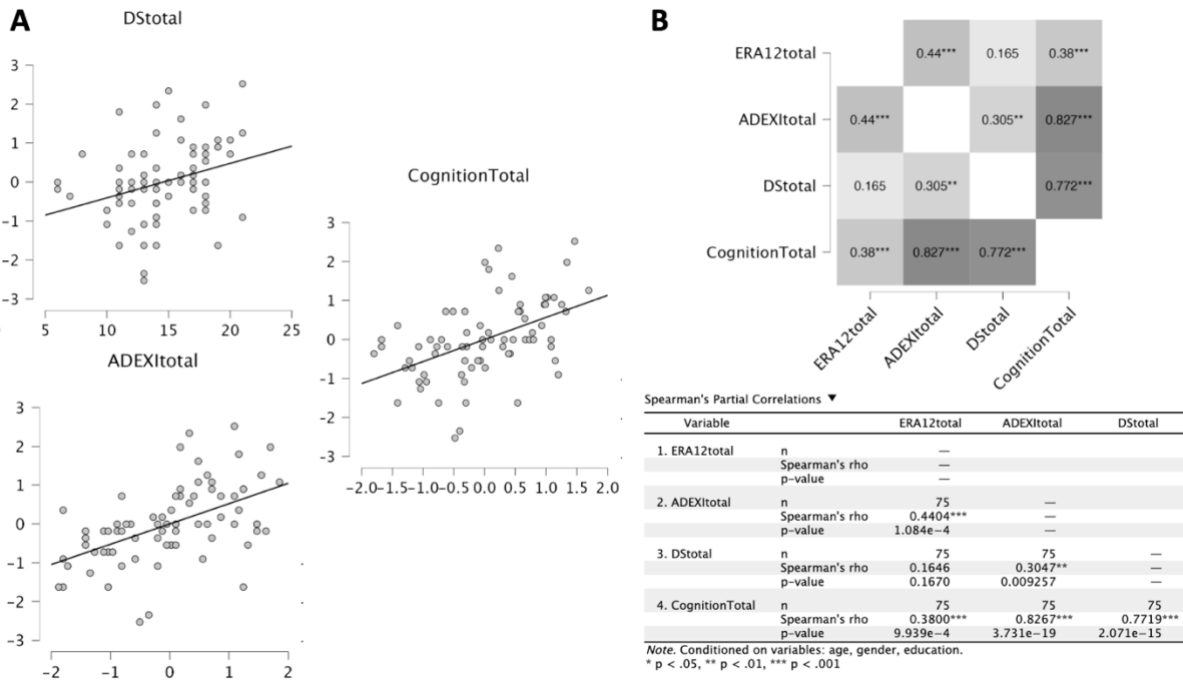 A
DStotal
3
2
1
0
−1
−2
−3
5 10 15 20 25
CognitionTotal
3
2
1
0
−1
−2
−3
-2.0-1.5-1.0-0.5 0.0 0.5 1.0 1.5 2.0
ADEXItotal
3
2
1
0
−1
−2
−3
−2 −1 0 1 2
B
ERA12total 0.44*** 0.165 0.38***
ADEXItotal 0.44*** 0.305** 0.827***
DStotal 0.165 0.305** 0.772***
CognitionTotal 0.38*** 0.827*** 0.772***
ERA12total ADEXItotal DStotal CognitionTotal
Spearman's Partial Correlations ▼
Variable ERA12total ADEXItotal DStotal
1. ERA12total n —
Spearman's rho —
p-value —
2. ADEXItotal n 75 —
Spearman's rho 0.4404*** —
p-value 1.084e−4 —
3. DStotal n 75 75 —
Spearman's rho 0.1646 0.3047** —
p-value 0.1670 0.009257 —
4. CognitionTotal n 75 75 75
Spearman's rho 0.3800*** 0.8267*** 0.7719***
p-value 9.939e−4 3.731e−19 2.071e−15
Note. Conditioned on variables: age, gender, education.
* p < .05, ** p < .01, *** p < .001